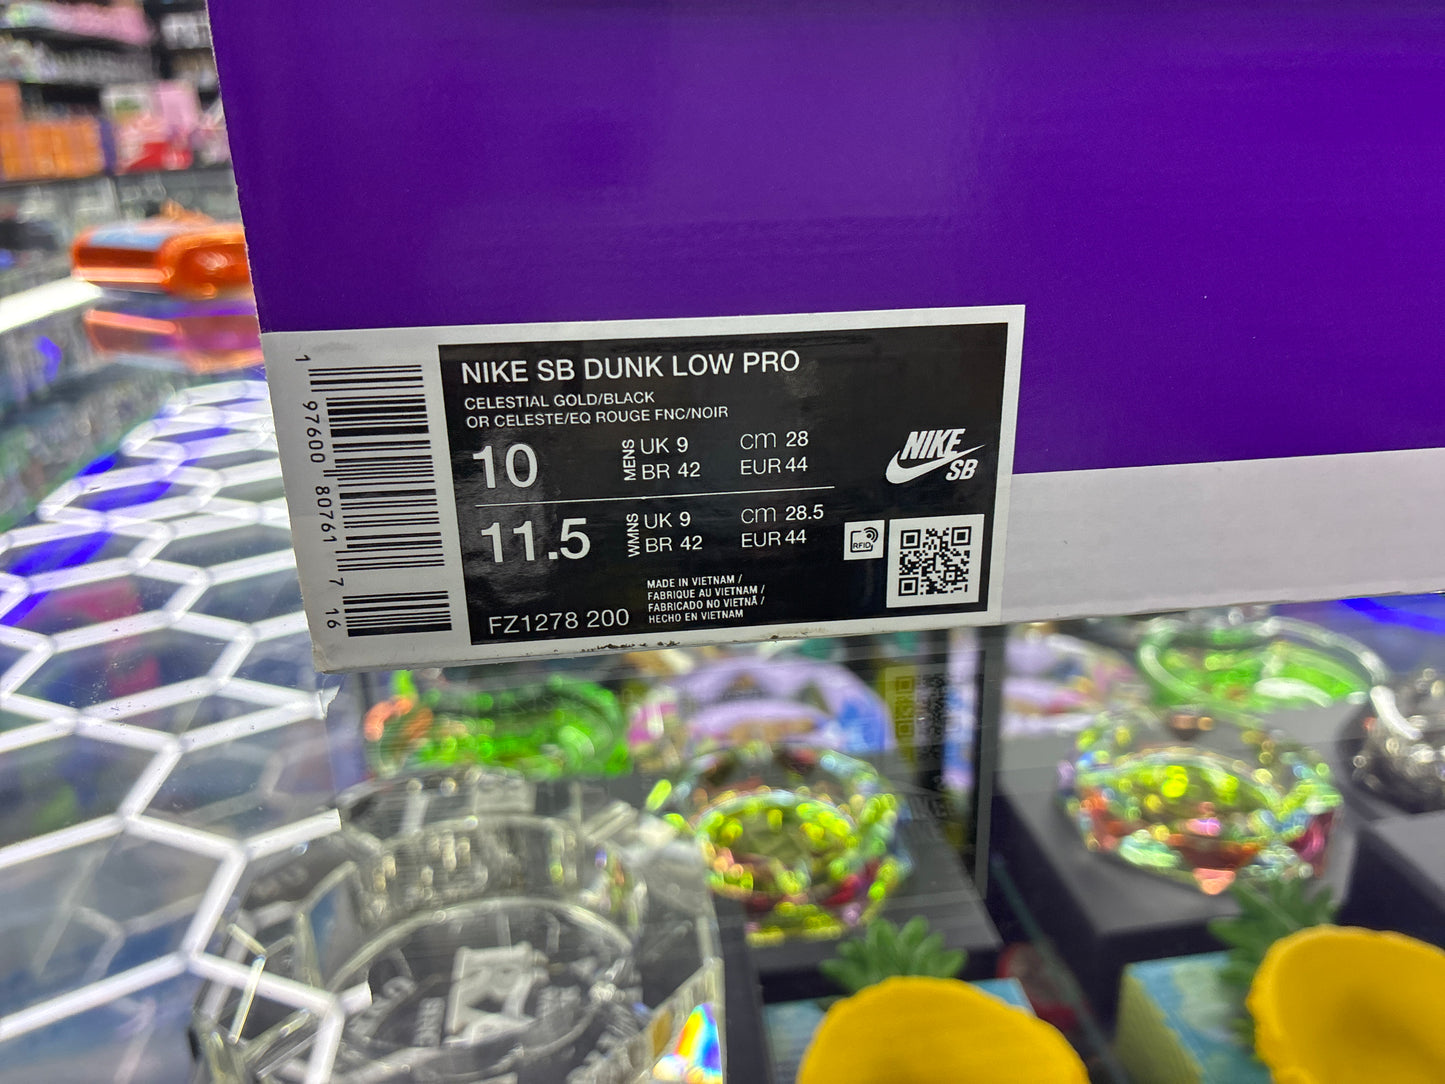 NIKE SB DUNK LOW PRO
CELESTIAL GOLD/BLACK
OR CELESTE/EQ ROUGE FNC/NOIR
10
MENS
UK 9
cm 28
BR 42
EUR 44
11.5
WMNS
UK 9
cm 28.5
BR 42
EUR 44
MADE IN VIETNAM /
FABRIQUE AU VIETNAM /
FABRICADO NO VIETNÃ /
HECHO EN VIETNAM
FZ1278 200
NIKE
SB
RFID
1 97600 80761 7 16